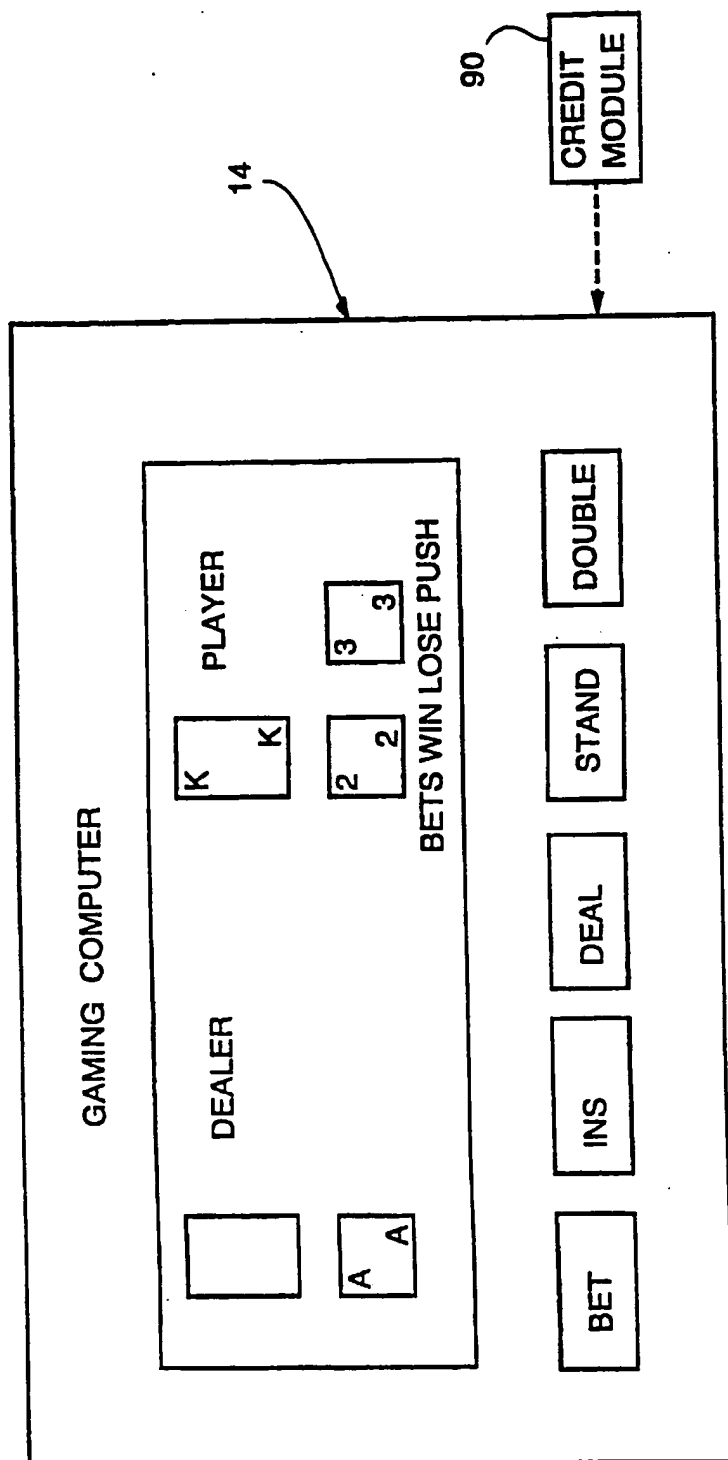 GAMING COMPUTER
14
90
CREDIT
MODULE
DEALER
PLAYER
K
K
A
A
2
2
3
3
BETS WIN LOSE PUSH
BET
INS
DEAL
STAND
DOUBLE